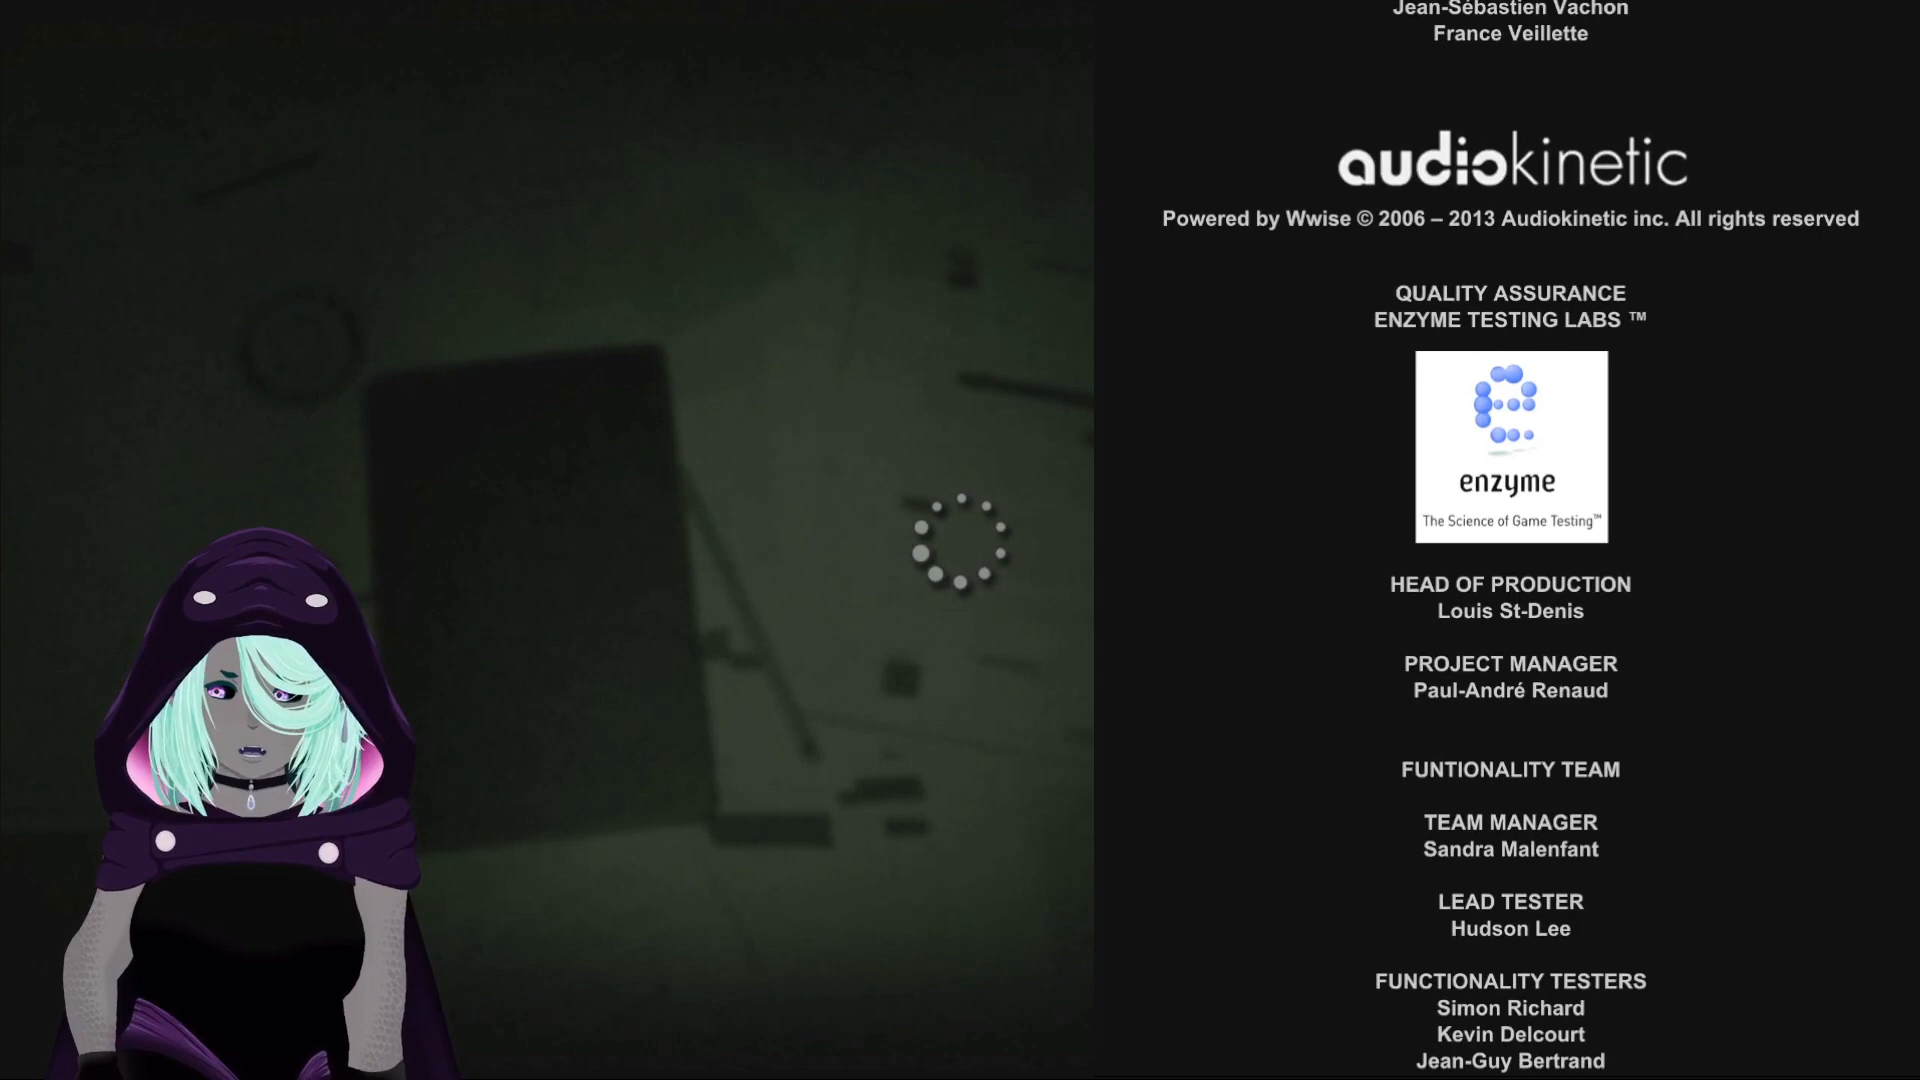 Jean-Sébastien Vachon
France Veillette
audiokinetic
Powered by Wwise © 2006 – 2013 Audiokinetic inc. All rights reserved
QUALITY ASSURANCE
ENZYME TESTING LABS ™
enzyme
The Science of Game Testing™
HEAD OF PRODUCTION
Louis St-Denis
PROJECT MANAGER
Paul-André Renaud
FUNTIONALITY TEAM
TEAM MANAGER
Sandra Malenfant
LEAD TESTER
Hudson Lee
FUNCTIONALITY TESTERS
Simon Richard
Kevin Delcourt
Jean-Guy Bertrand